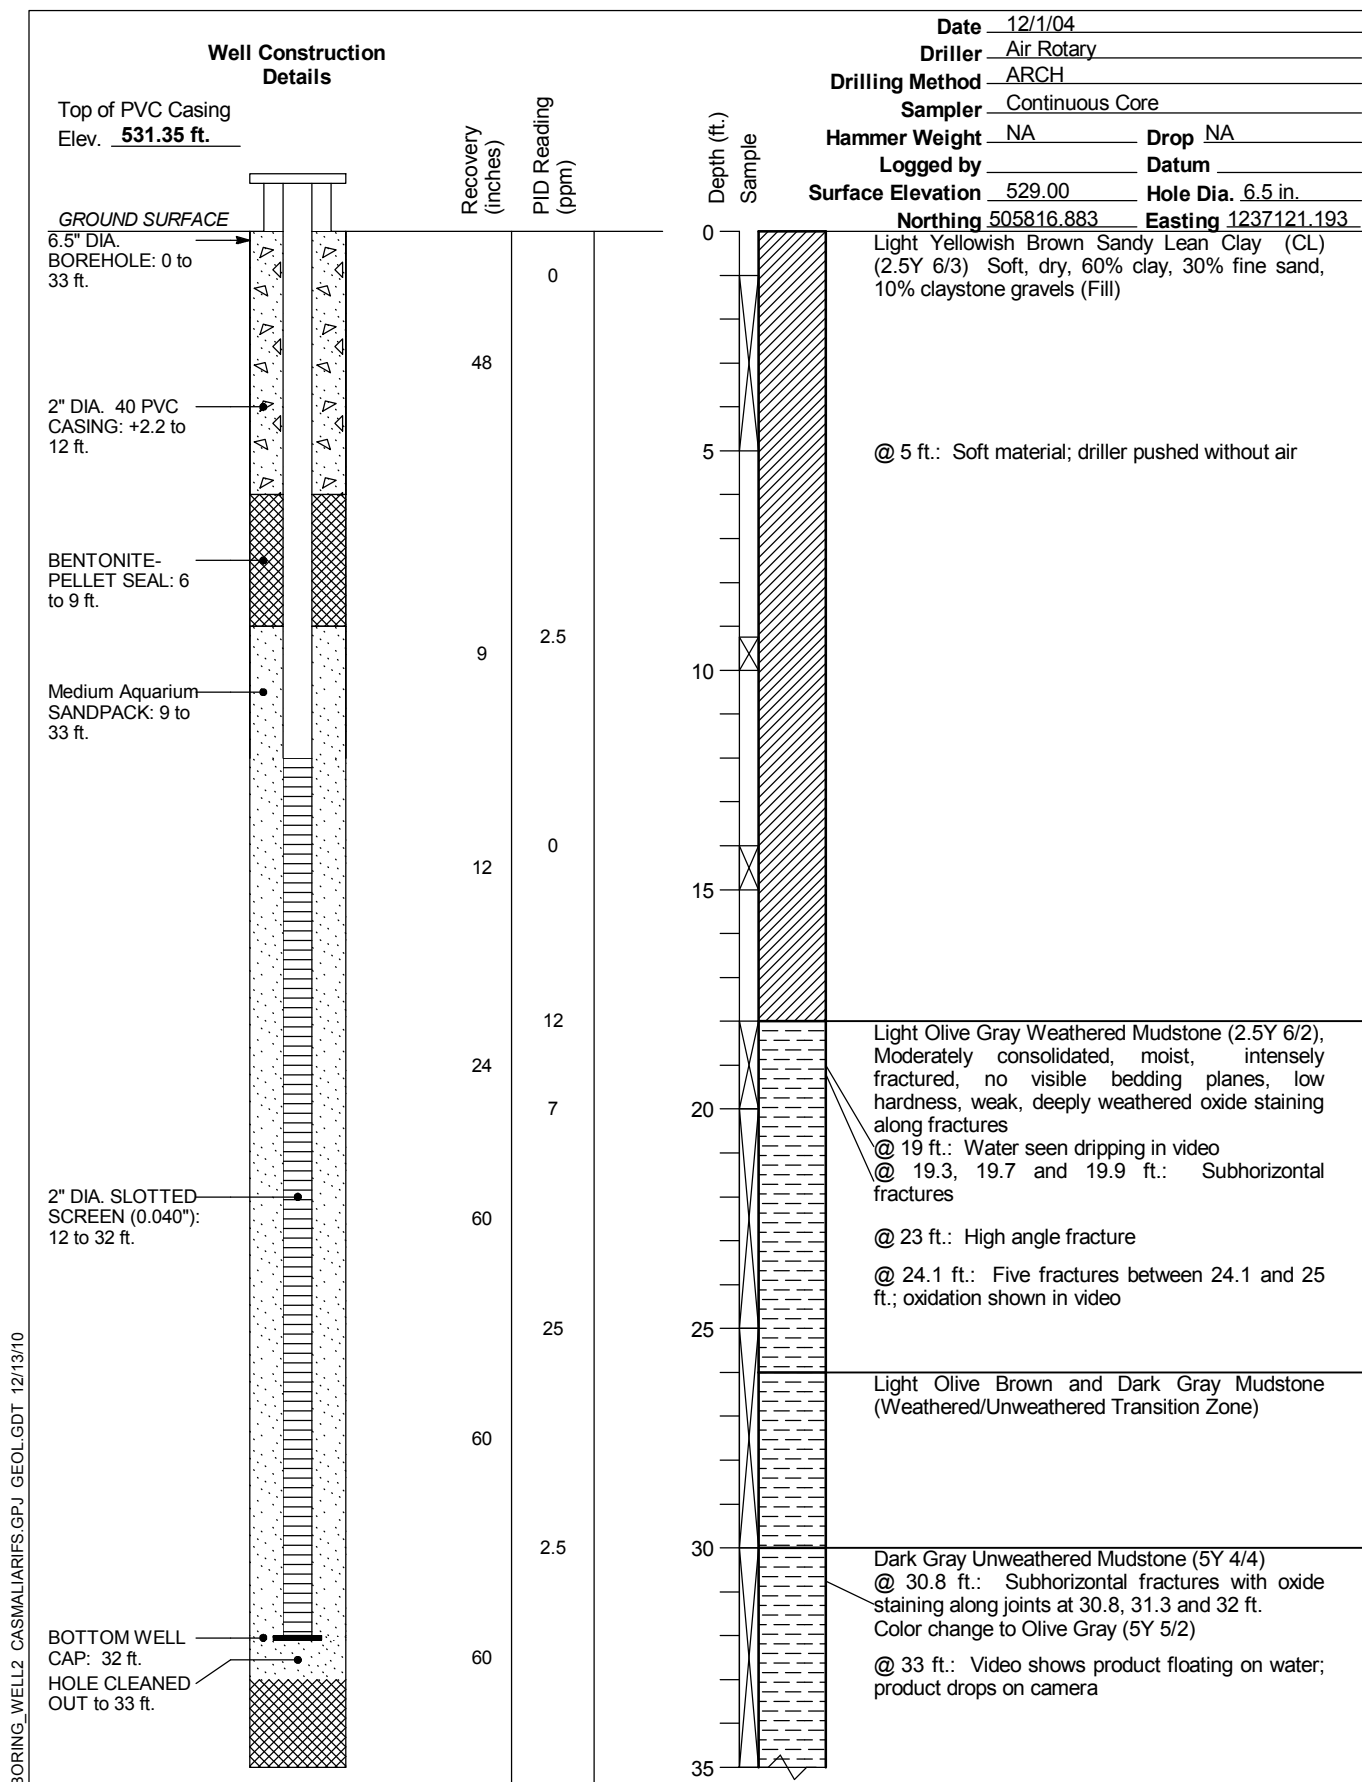 Well Construction
Details
Top of PVC Casing
Elev. 531.35 ft.
Recovery
(inches)
PID Reading
(ppm)
Depth (ft.)
Sample
Date 12/1/04
Driller Air Rotary
Drilling Method ARCH
Sampler Continuous Core
Hammer Weight NA Drop NA
Logged by Datum
Surface Elevation 529.00 Hole Dia. 6.5 in.
Northing 505816.883 Easting 1237121.193
GROUND SURFACE
6.5" DIA.
BOREHOLE: 0 to
33 ft.
2" DIA. 40 PVC
CASING: +2.2 to
12 ft.
BENTONITE-
PELLET SEAL: 6
to 9 ft.
Medium Aquarium
SANDPACK: 9 to
33 ft.
2" DIA. SLOTTED
SCREEN (0.040"):
12 to 32 ft.
BOTTOM WELL
CAP: 32 ft.
HOLE CLEANED
OUT to 33 ft.
48
9
12
24
60
60
60
0
2.5
0
12
7
25
2.5
0
5
10
15
20
25
30
35
Light Yellowish Brown Sandy Lean Clay (CL)
(2.5Y 6/3) Soft, dry, 60% clay, 30% fine sand,
10% claystone gravels (Fill)
@ 5 ft.: Soft material; driller pushed without air
Light Olive Gray Weathered Mudstone (2.5Y 6/2),
Moderately consolidated, moist, intensely
fractured, no visible bedding planes, low
hardness, weak, deeply weathered oxide staining
along fractures
@ 19 ft.: Water seen dripping in video
@ 19.3, 19.7 and 19.9 ft.: Subhorizontal
fractures
@ 23 ft.: High angle fracture
@ 24.1 ft.: Five fractures between 24.1 and 25
ft.; oxidation shown in video
Light Olive Brown and Dark Gray Mudstone
(Weathered/Unweathered Transition Zone)
Dark Gray Unweathered Mudstone (5Y 4/4)
@ 30.8 ft.: Subhorizontal fractures with oxide
staining along joints at 30.8, 31.3 and 32 ft.
Color change to Olive Gray (5Y 5/2)
@ 33 ft.: Video shows product floating on water;
product drops on camera
BORING_WELL2 CASMALIARIFS.GPJ GEOL.GDT 12/13/10